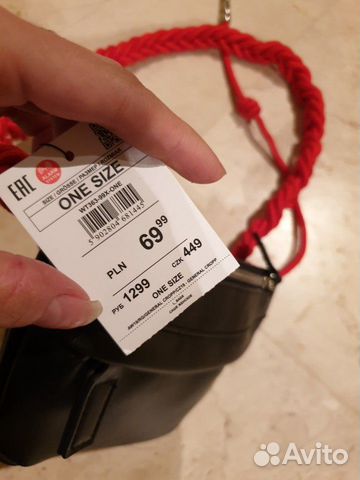 EAC
SIZE / GRÖSSE / РАЗМЕР / ROZMIAR
ONE SIZE
WT363-99X-ONE
5 902804 681445
PLN 69.99
РУБ 1299 CZK 449
ONE SIZE
Avito